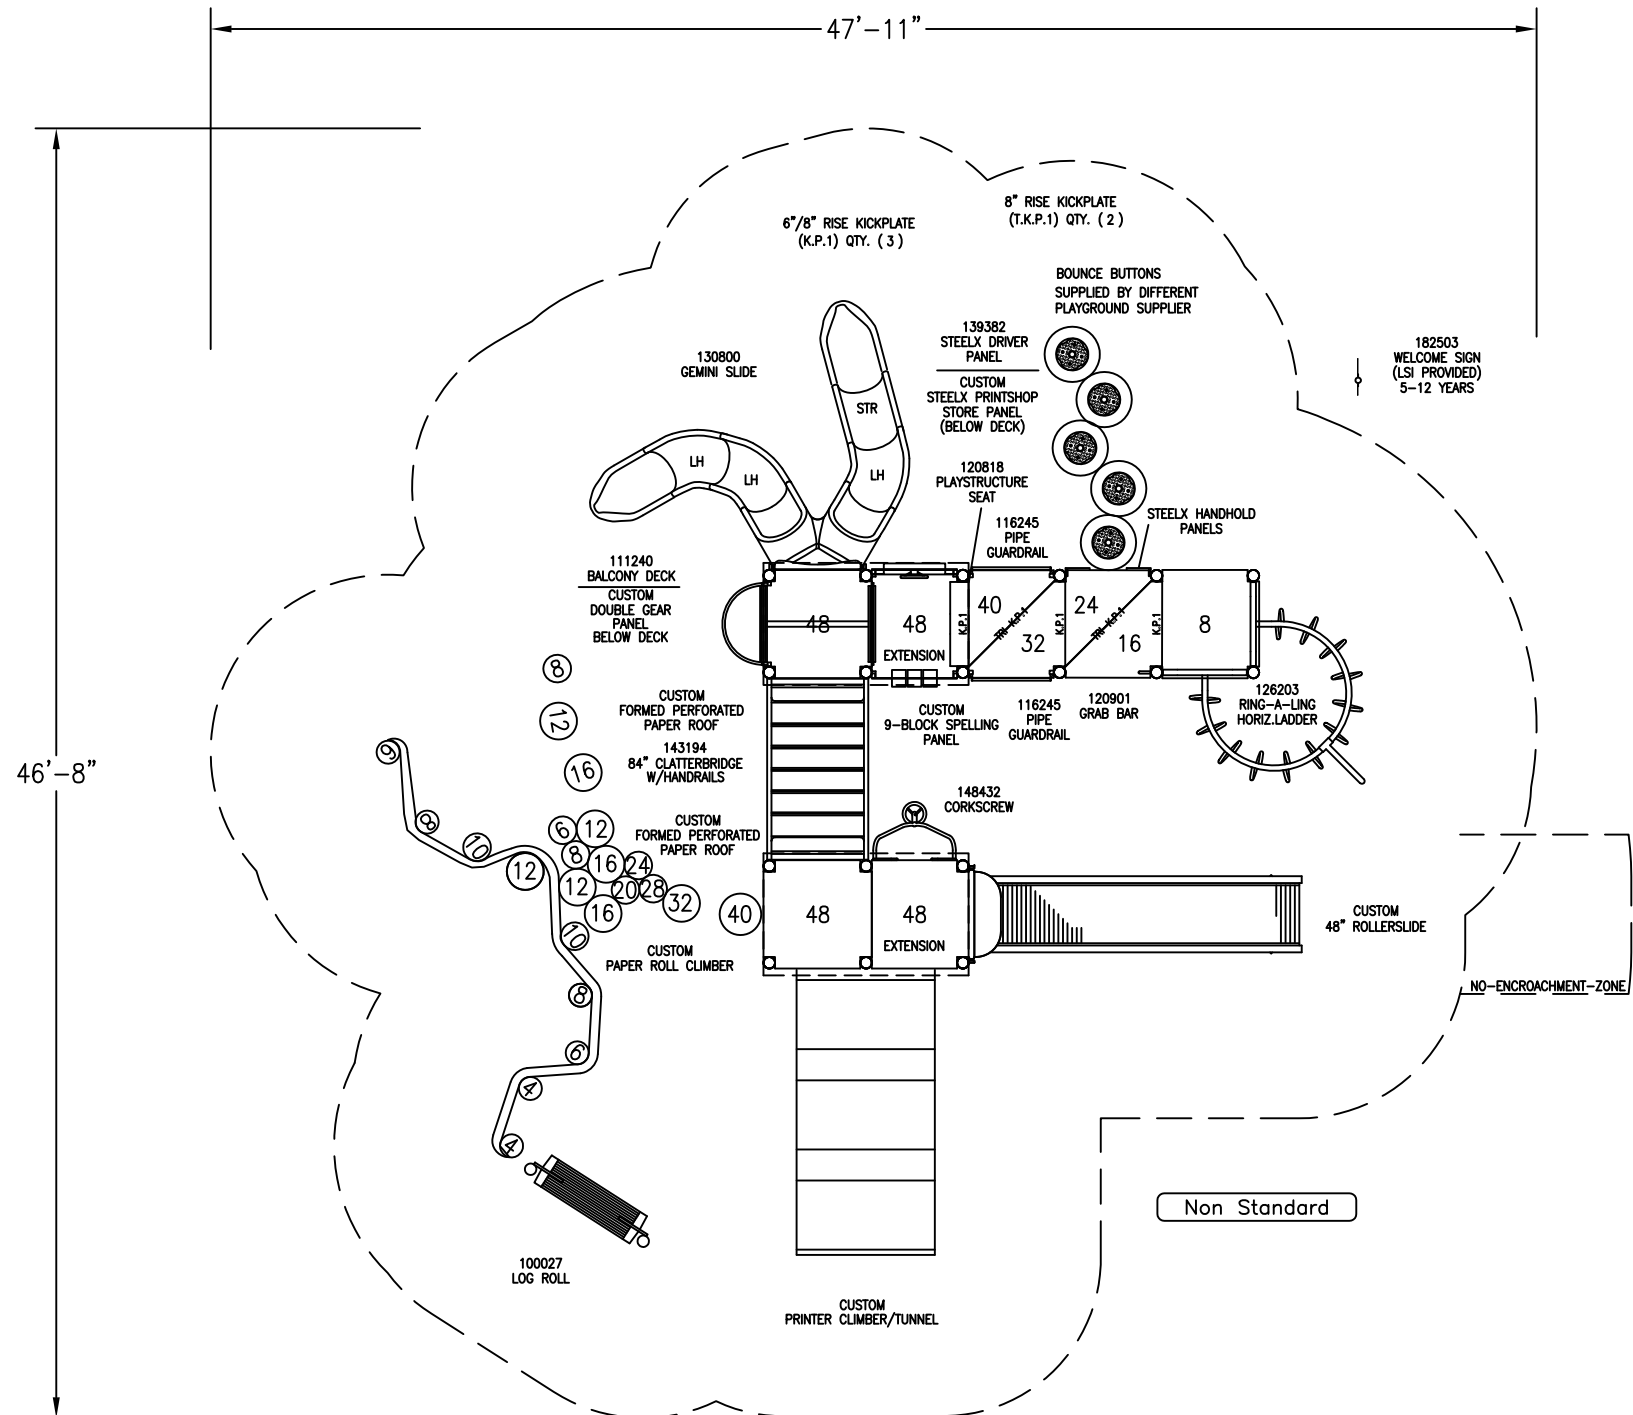 47'-11"
46'-8"
6"/8" RISE KICKPLATE
(K.P.1) QTY. ( 3 )
8" RISE KICKPLATE
(T.K.P.1) QTY. ( 2 )
BOUNCE BUTTONS
SUPPLIED BY DIFFERENT
PLAYGROUND SUPPLIER
139382
STEELX DRIVER
PANEL
CUSTOM
STEELX PRINTSHOP
STORE PANEL
(BELOW DECK)
182503
WELCOME SIGN
(LSI PROVIDED)
5-12 YEARS
130800
GEMINI SLIDE
STR
LH
LH
LH
120818
PLAYSTRUCTURE
SEAT
116245
PIPE
GUARDRAIL
STEELX HANDHOLD
PANELS
111240
BALCONY DECK
CUSTOM
DOUBLE GEAR
PANEL
BELOW DECK
48
48
EXTENSION
K.P.1
40
TRI-K.P.1
32
K.P.1
24
TRI-K.P.1
16
K.P.1
8
126203
RING-A-LING
HORIZ.LADDER
CUSTOM
FORMED PERFORATED
PAPER ROOF
CUSTOM
9-BLOCK SPELLING
PANEL
116245
PIPE
GUARDRAIL
120901
GRAB BAR
143194
84" CLATTERBRIDGE
W/HANDRAILS
148432
CORKSCREW
CUSTOM
FORMED PERFORATED
PAPER ROOF
8
12
16
6
12
8
16
24
12
20
28
16
32
40
6
8
10
12
10
8
6
4
4
48
48
EXTENSION
CUSTOM
48" ROLLERSLIDE
CUSTOM
PAPER ROLL CLIMBER
NO-ENCROACHMENT-ZONE
Non Standard
100027
LOG ROLL
CUSTOM
PRINTER CLIMBER/TUNNEL